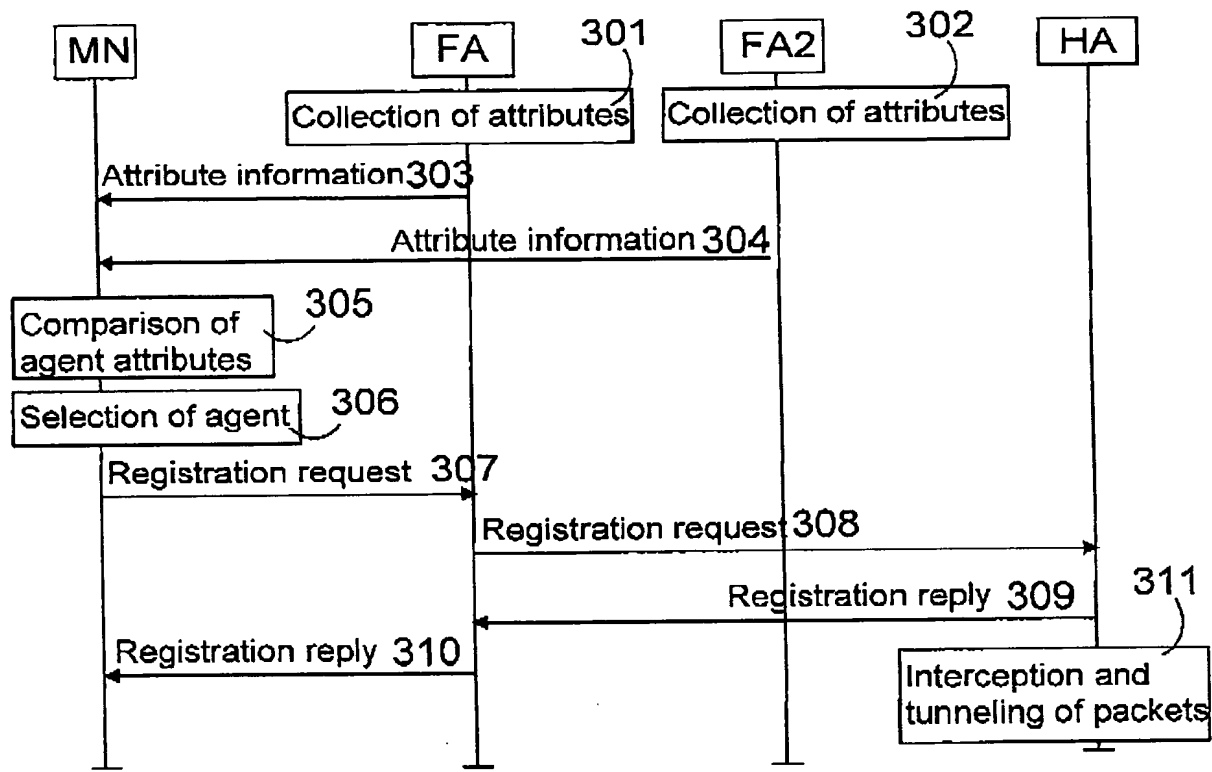 MN
FA
301
FA2
302
HA
Collection of attributes
Collection of attributes
Attribute information 303
Attribute information 304
305
Comparison of
agent attributes
Selection of agent
306
Registration request 307
Registration request 308
Registration reply 309
311
Registration reply 310
Interception and
tunneling of packets